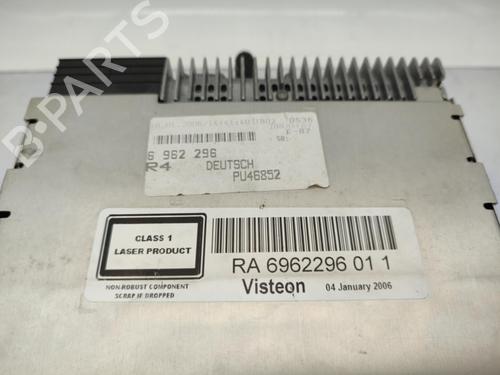 6 962 296
R4 DEUTSCH
PU46852
E-87
CLASS 1
LASER PRODUCT
NON-ROBUST COMPONENT
SCRAP IF DROPPED
RA 6962296 01 1
Visteon 04 January 2006
B-PARTS